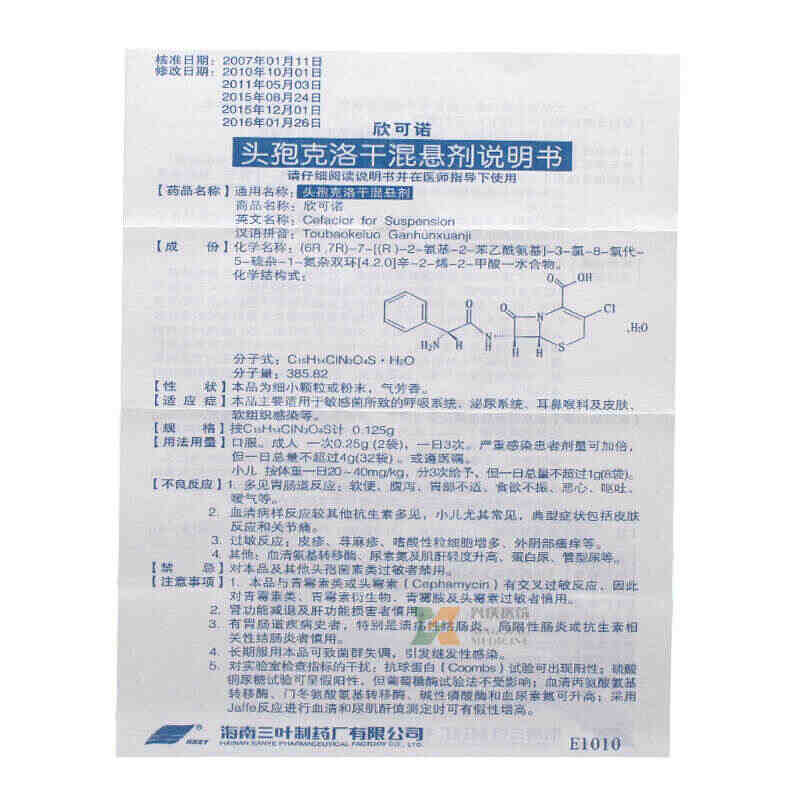 核准日期：2007年01月11日
修改日期：2010年10月01日
2011年05月03日
2015年08月24日
2015年12月01日
2016年01月26日
欣可诺
头孢克洛干混悬剂说明书
请仔细阅读说明书并在医师指导下使用
【药品名称】通用名称：头孢克洛干混悬剂
商品名称：欣可诺
英文名称：Cefaclor for Suspension
汉语拼音：Toubaokeluo Ganhunxuanji
【成　份】化学名称：(6R,7R)-7-[(R)-2-氨基-2-苯乙酰氨基]-3-氯-8-氧代-
5-硫杂-1-氮杂双环[4.2.0]辛-2-烯-2-甲酸一水合物。
化学结构式：
O OH
O O N Cl
H₂N H N H H H S .H₂O
分子式：C15H14ClN3O4S·H2O
分子量：385.82
【性　状】本品为细小颗粒或粉末，气芳香。
【适 应 症】本品主要适用于敏感菌所致的呼吸系统、泌尿系统、耳鼻喉科及皮肤、
软组织感染等。
【规　格】按C15H14ClN3O4S计 0.125g
【用法用量】口服。成人 一次0.25g (2袋)，一日3次。严重感染患者剂量可加倍，
但一日总量不超过4g(32袋)。或遵医嘱。
小儿 按体重一日20～40mg/kg，分3次给予，但一日总量不超过1g(8袋)。
【不良反应】1. 多见胃肠道反应：软便、腹泻、胃部不适、食欲不振、恶心、呕吐、
嗳气等。
2. 血清病样反应较其他抗生素多见，小儿尤其常见，典型症状包括皮肤
反应和关节痛。
3. 过敏反应：皮疹、荨麻疹、嗜酸性粒细胞增多、外阴部瘙痒等。
4. 其他：血清氨基转移酶、尿素氮及肌酐轻度升高、蛋白尿、管型尿等。
【禁　忌】对本品及其他头孢菌素类过敏者禁用。
【注意事项】1. 本品与青霉素类或头霉素（Cephamycin）有交叉过敏反应，因此
对青霉素类、青霉素衍生物、青霉胺及头霉素过敏者慎用。
2. 肾功能减退及肝功能损害者慎用。
3. 有胃肠道疾病史者，特别是溃疡性结肠炎、局限性肠炎或抗生素相
关性结肠炎者慎用。
4. 长期服用本品可致菌群失调，引发继发性感染。
5. 对实验室检查指标的干扰：抗球蛋白(Coombs)试验可出现阳性；硫酸
铜尿糖试验可呈假阳性，但葡萄糖酶试验法不受影响；血清丙氨酸氨基
转移酶、门冬氨酸氨基转移酶、碱性磷酸酶和血尿素氮可升高；采用
Jaffe反应进行血清和尿肌酐值测定时可有假性增高。
MEDICINE
HNSY
海南三叶制药厂有限公司
HAINAN SANYE PHARMACEUTICAL FACTORY CO., LTD.
E1010